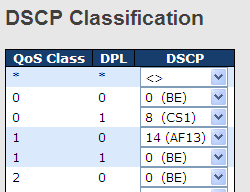 DSCP Classification
QoS Class DPL DSCP
* * <>
0 0 0 (BE)
0 1 8 (CS1)
1 0 14 (AF13)
1 1 0 (BE)
2 0 0 (BE)